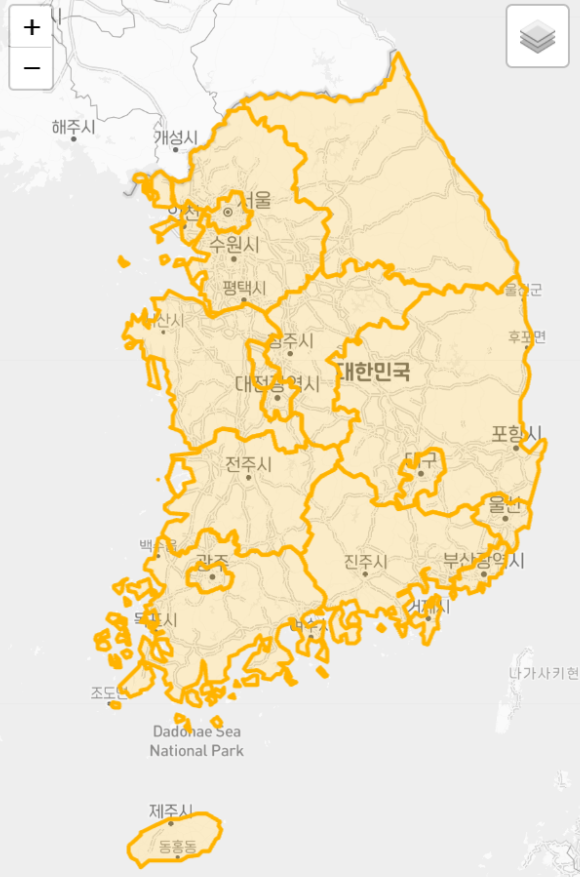 +
−
해주시
개성시
서울
인천
수원시
평택시
울진군
서산시
청주시
후포면
대한민국
대전광역시
포항시
대구
전주시
울산
백수읍
광주
진주시
부산광역시
거제시
목포시
여수시
나가사키현
조도면
Dadohae Sea
National Park
제주시
동홍동